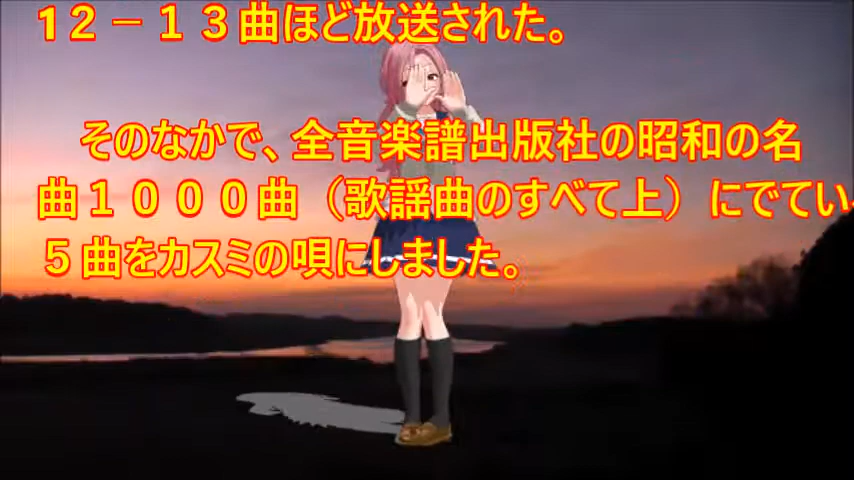 １２－１３曲ほど放送された。
そのなかで、全音楽譜出版社の昭和の名
曲１０００曲（歌謡曲のすべて上）にでてい
５曲をカスミの唄にしました。